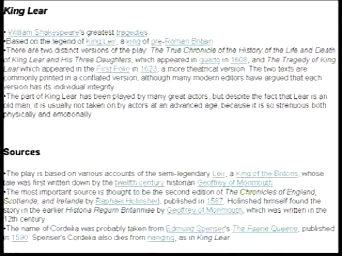 King Lear
•William Shakespeare's greatest tragedies.
•Based on the legend of King Lear, a king of pre-Roman Britain.
•There are two distinct versions of the play: The True Chronicle of the History of the Life and Death
of King Lear and His Three Daughters, which appeared in quarto in 1608, and The Tragedy of King
Lear which appeared in the First Folio in 1623, a more theatrical version. The two texts are
commonly printed in a conflated version, although many modern editors have argued that each
version has its individual integrity.
•The part of King Lear has been played by many great actors, but despite the fact that Lear is an
old man, it is usually not taken on by actors at an advanced age, because it is so strenuous both
physically and emotionally.
Sources
•The play is based on various accounts of the semi-legendary Leir, a King of the Britons, whose
tale was first written down by the twelfth century historian Geoffrey of Monmouth.
•The most important source is thought to be the second edition of The Chronicles of England,
Scotlande, and Irelande by Raphael Holinshed, published in 1587. Holinshed himself found the
story in the earlier Historia Regum Britanniae by Geoffrey of Monmouth, which was written in the
12th century.
•The name of Cordelia was probably taken from Edmund Spenser's The Faerie Queene, published
in 1590. Spenser's Cordelia also dies from hanging, as in King Lear.